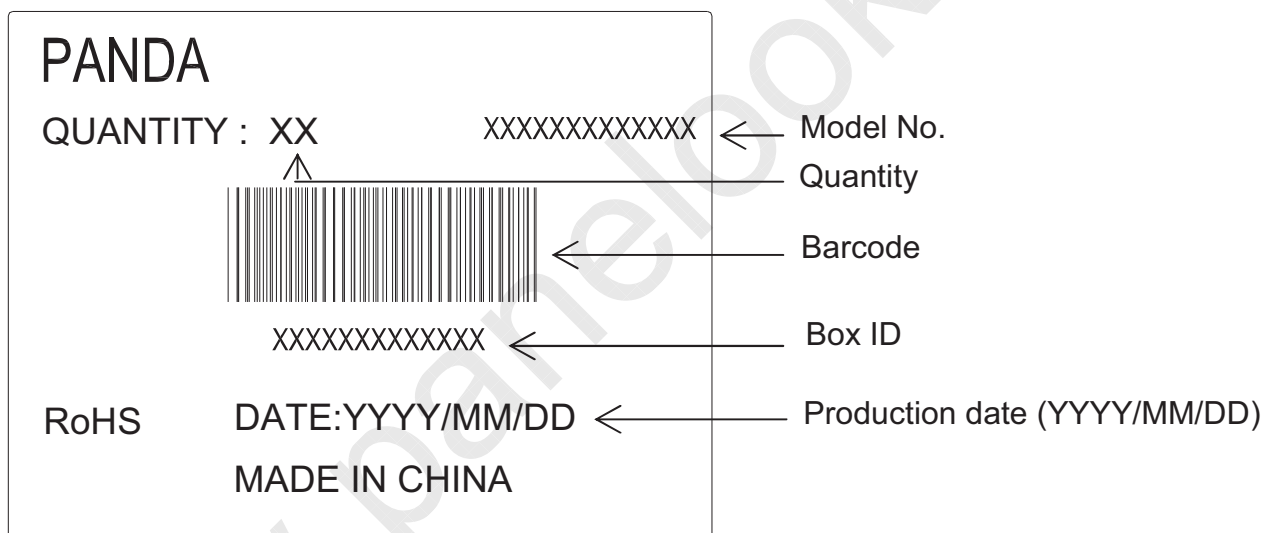 PANDA
QUANTITY : XX XXXXXXXXXXXXX Model No.
Quantity
Barcode
XXXXXXXXXXXXX Box ID
RoHS DATE:YYYY/MM/DD Production date (YYYY/MM/DD)
MADE IN CHINA
panelook